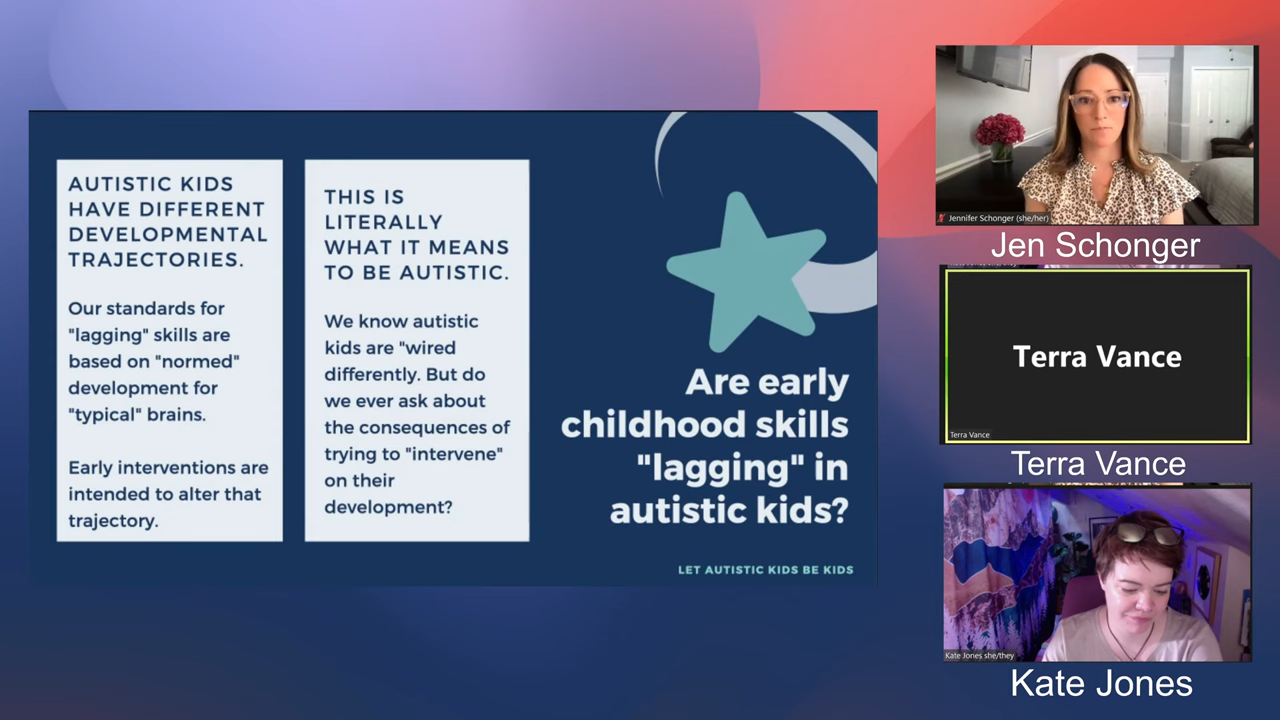 AUTISTIC KIDS
HAVE DIFFERENT
DEVELOPMENTAL
TRAJECTORIES.
Our standards for
"lagging" skills are
based on "normed"
development for
"typical" brains.
Early interventions are
intended to alter that
trajectory.
THIS IS
LITERALLY
WHAT IT MEANS
TO BE AUTISTIC.
We know autistic
kids are "wired
differently. But do
we ever ask about
the consequences of
trying to "intervene"
on their
development?
Are early
childhood skills
"lagging" in
autistic kids?
LET AUTISTIC KIDS BE KIDS
Jennifer Schonger (she/her)
Jen Schonger
Terra Vance
Terra Vance
Terra Vance
Kate Jones she/they
Kate Jones